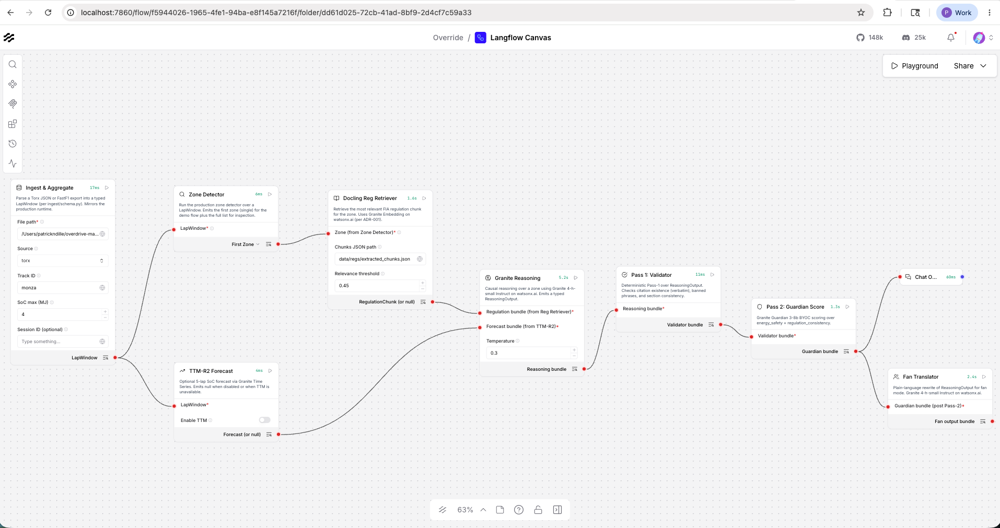 localhost:7860/flow/f5944026-1965-4fe1-94ba-e8f145a7216f/folder/dd61d025-72cb-41ad-8bf9-2d4cf7c59a33
P Work
Override / Langflow Canvas
148k
25k
Playground
Share
Ingest & Aggregate 17ms
Parse a Torx JSON or FastF1 export into a typed
LapWindow (per ingest/schema.py). Mirrors the
production runtime.
File path*
/Users/patrickndille/overdrive-ma...
Source
torx
Track ID
monza
SoC max (MJ)
4
Session ID (optional)
Type something...
LapWindow
Zone Detector 6ms
Run the production zone detector over a
LapWindow. Emits the first zone (single) for the
demo flow plus the full list for inspection.
LapWindow*
First Zone
TTM-R2 Forecast 4ms
Optional 5-lap SoC forecast via Granite Time
Series. Emits null when disabled or when TTM is
unavailable.
LapWindow*
Enable TTM
Forecast (or null)
Docling Reg Retriever 1.6s
Retrieve the most relevant FIA regulation chunk
for the zone. Uses Granite Embedding on
watsonx.ai (per ADR-001).
Zone (from Zone Detector)*
Chunks JSON path
data/regs/extracted_chunks.json
Relevance threshold
0.45
RegulationChunk (or null)
Granite Reasoning 5.2s
Causal reasoning over a zone using Granite 4-h-
small Instruct on watsonx.ai. Emits a typed
ReasoningOutput.
Regulation bundle (from Reg Retriever)*
Forecast bundle (from TTM-R2)*
Temperature
0.3
Reasoning bundle
Pass 1: Validator 11ms
Deterministic Pass-1 over ReasoningOutput.
Checks citation existence (verbatim), banned
phrases, and section consistency.
Reasoning bundle*
Validator bundle
Pass 2: Guardian Score 1.3s
Granite Guardian 3-8b BYOC scoring over
energy_safety + regulation_consistency.
Validator bundle*
Guardian bundle
Chat O... 60ms
Fan Translator 2.4s
Plain-language rewrite of ReasoningOutput for fan
mode. Granite 4-h-small Instruct on watsonx.ai.
Guardian bundle (post Pass-2)*
Fan output bundle
63%